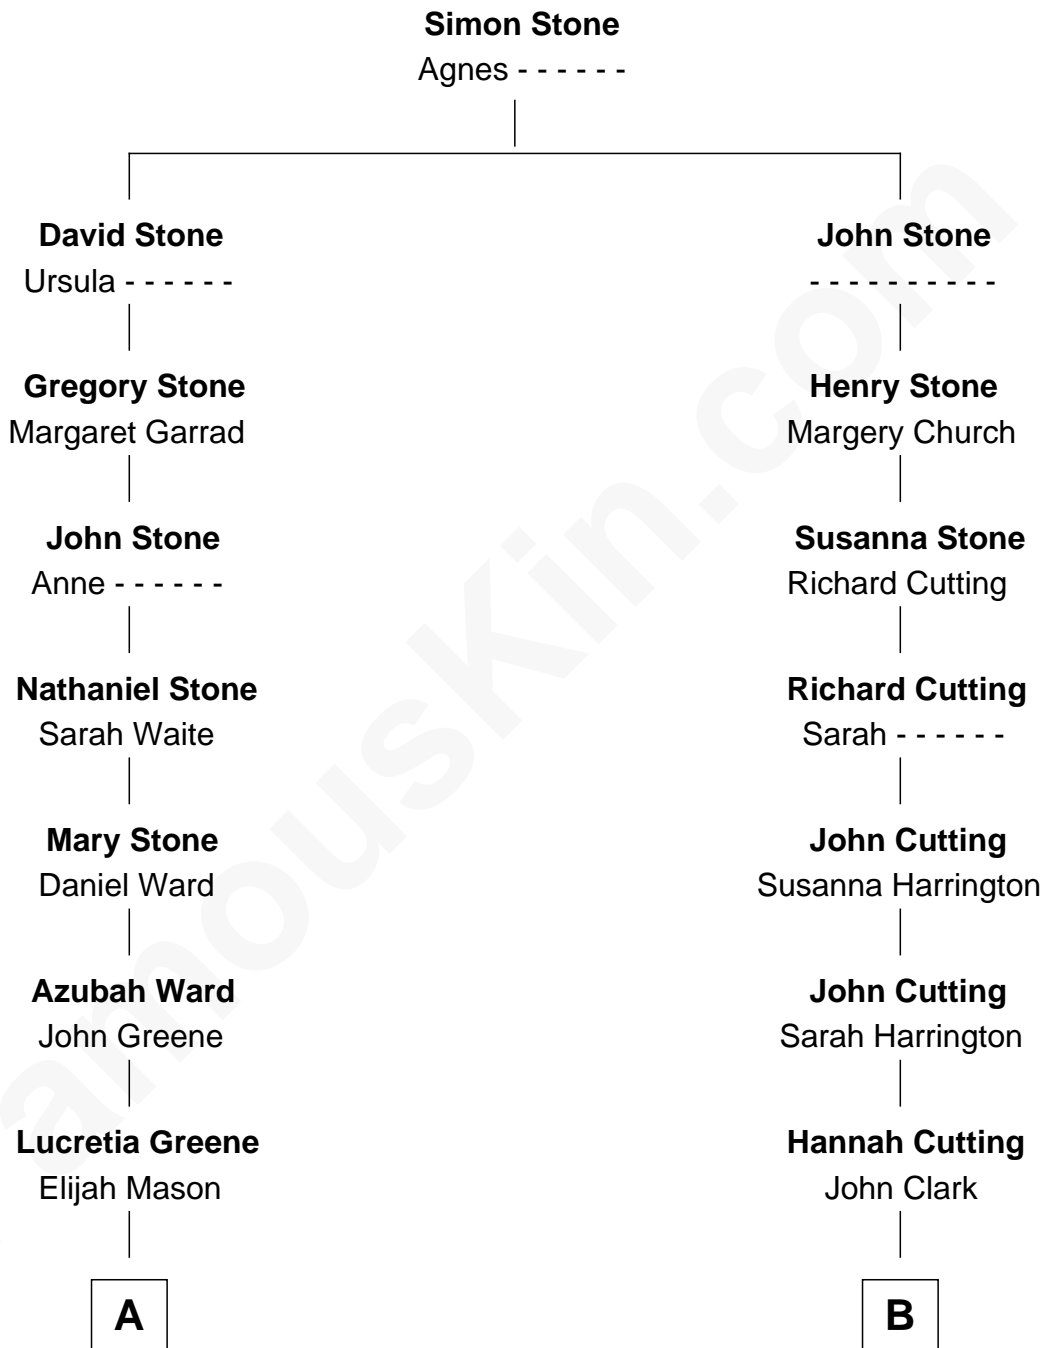 Simon Stone
Agnes - - - - - -
David Stone
Ursula - - - - - -
Gregory Stone
Margaret Garrad
John Stone
Anne - - - - - -
Nathaniel Stone
Sarah Waite
Mary Stone
Daniel Ward
Azubah Ward
John Greene
Lucretia Greene
Elijah Mason
A
John Stone
- - - - - - - - - -
Henry Stone
Margery Church
Susanna Stone
Richard Cutting
Richard Cutting
Sarah - - - - - -
John Cutting
Susanna Harrington
John Cutting
Sarah Harrington
Hannah Cutting
John Clark
B
amouskin.com